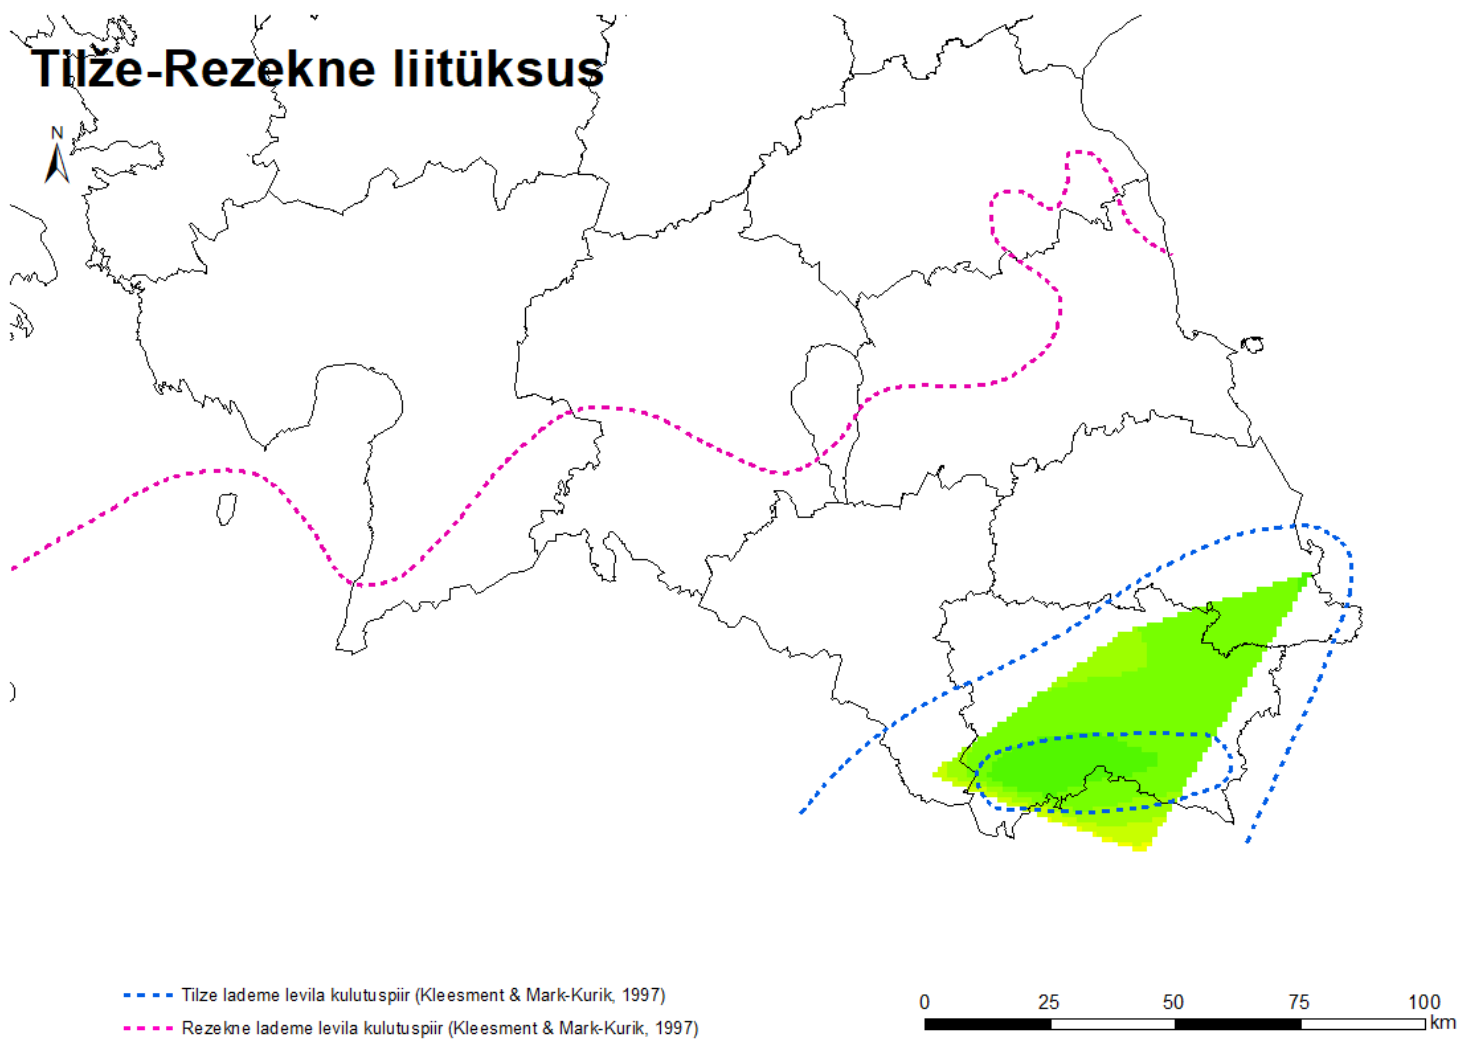 Tilže-Rezekne liitüksus
N
Tilze lademe levila kulutuspiir (Kleesment & Mark-Kurik, 1997)
Rezekne lademe levila kulutuspiir (Kleesment & Mark-Kurik, 1997)
0 25 50 75 100
km